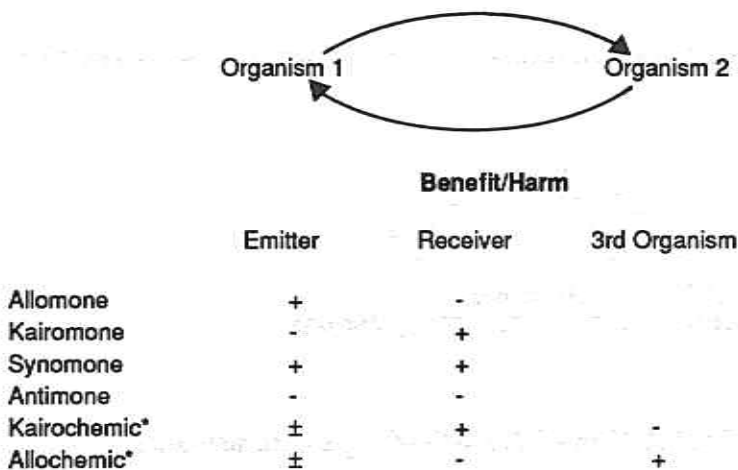 Organism 1 Organism 2
Benefit/Harm
Emitter Receiver 3rd Organism
Allomone + -
Kairomone - +
Synomone + +
Antimone - -
Kairochemic* ± + -
Allochemic* ± - +